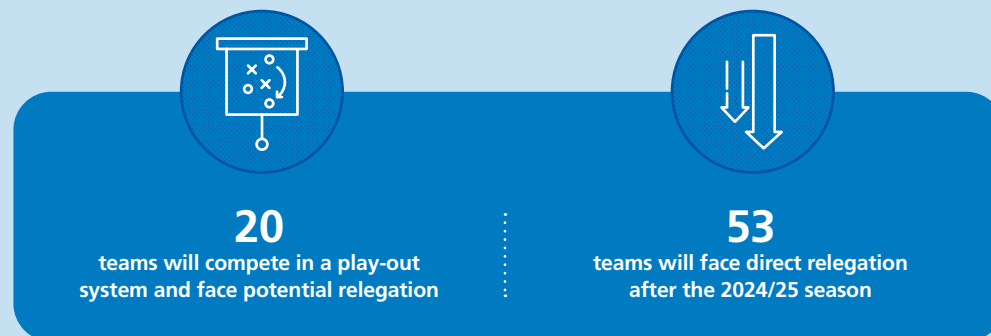 20
teams will compete in a play-out
system and face potential relegation
53
teams will face direct relegation
after the 2024/25 season